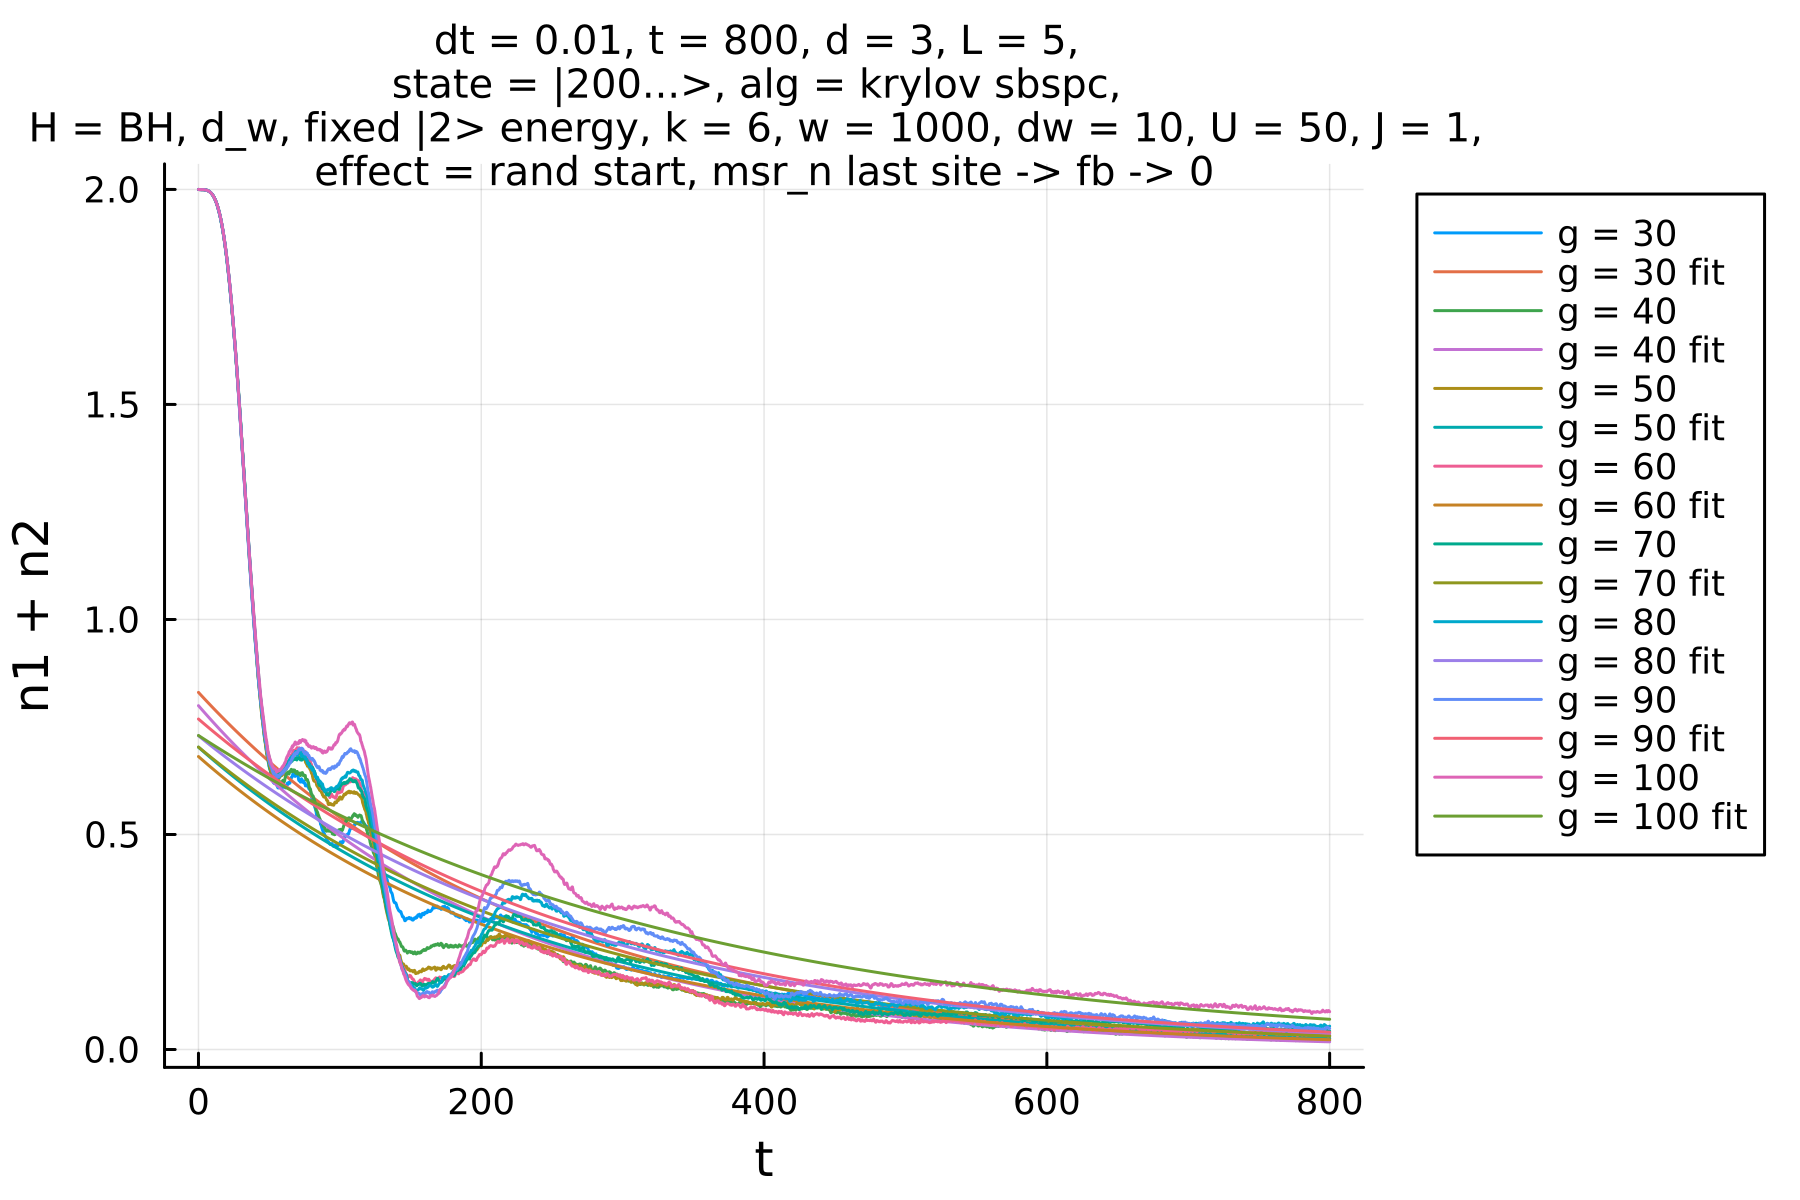 dt = 0.01, t = 800, d = 3, L = 5,
state = |200...>, alg = krylov sbspc,
H = BH, d_w, fixed |2> energy, k = 6, w = 1000, dw = 10, U = 50, J = 1,
effect = rand start, msr_n last site -> fb -> 0
2.0
1.5
1.0
0.5
0.0
n1 + n2
0 200 400 600 800
t
g = 30
g = 30 fit
g = 40
g = 40 fit
g = 50
g = 50 fit
g = 60
g = 60 fit
g = 70
g = 70 fit
g = 80
g = 80 fit
g = 90
g = 90 fit
g = 100
g = 100 fit